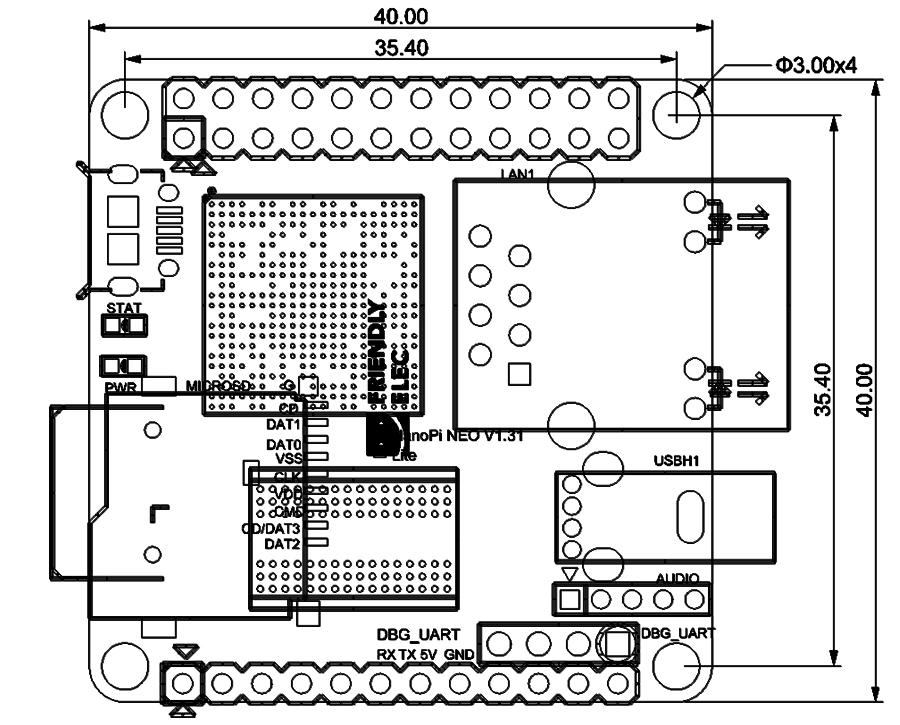 40.00
35.40
Φ3.00x4
LAN1
STAT
PWR
MICROSD
FRIENDLY
ELEC
35.40
40.00
CD
DAT1
NanoPi NEO V1.31
DAT0
VSS
Lite
USBH1
CLK
VDD
CMD
CD/DAT3
DAT2
AUDIO
DBG_UART
DBG_UART
RX TX 5V GND